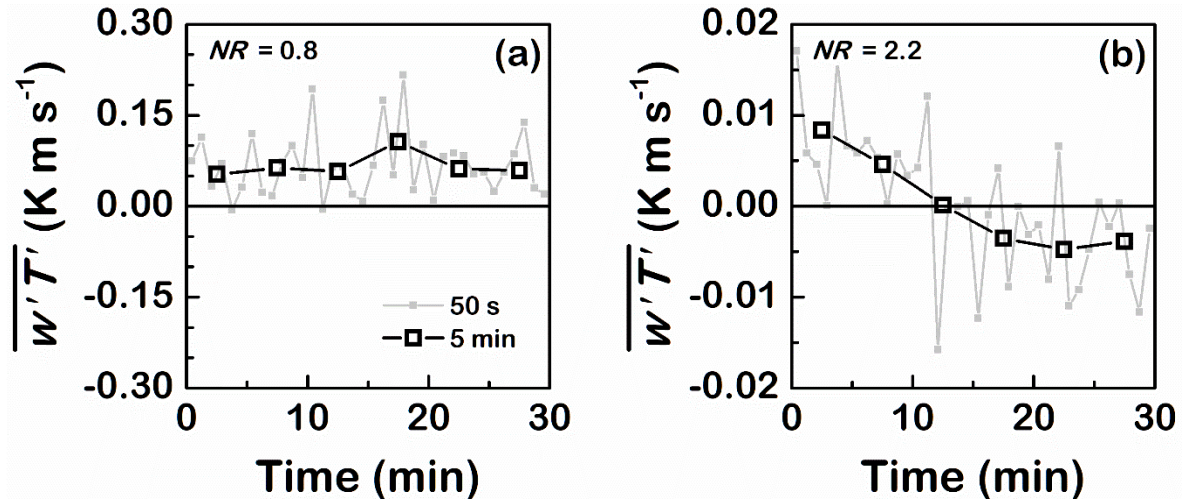 NR = 0.8
(a)
0.30
0.15
0.00
-0.15
-0.30
w'T' (K m s⁻¹)
50 s
5 min
0 10 20 30
Time (min)
NR = 2.2
(b)
0.02
0.01
0.00
-0.01
-0.02
w'T' (K m s⁻¹)
0 10 20 30
Time (min)